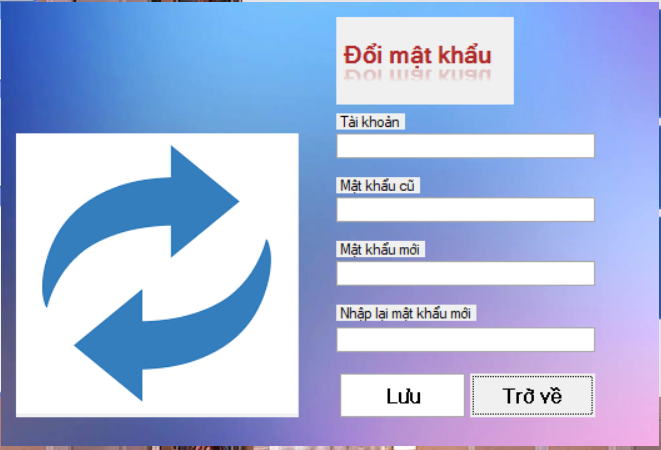 Đổi mật khẩu
Tài khoản
Mật khẩu cũ
Mật khẩu mới
Nhập lại mật khẩu mới
Lưu
Trở về